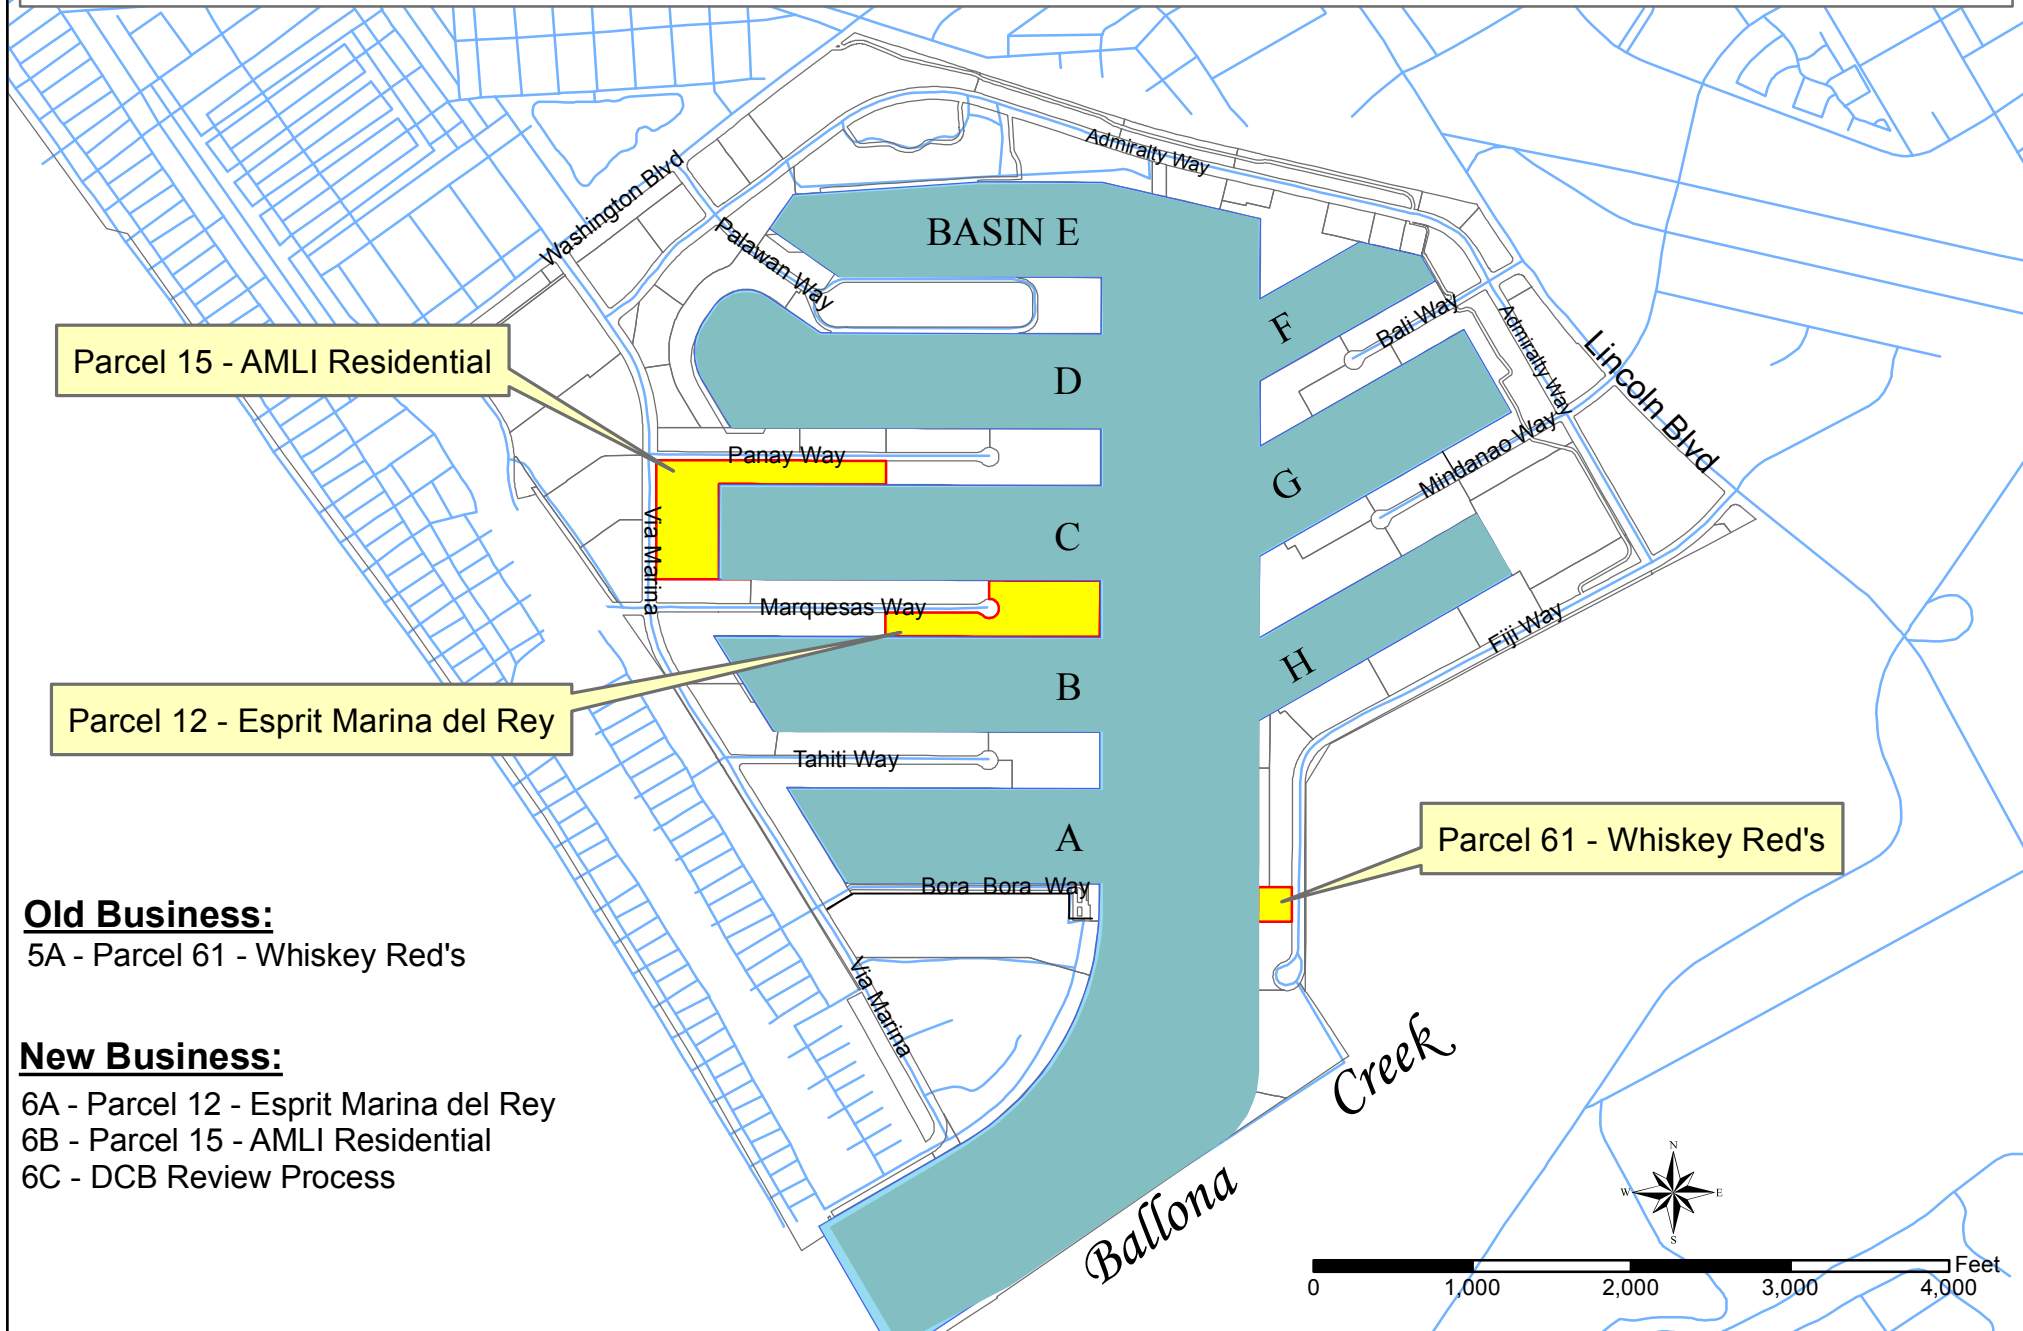 Washington Blvd
Admiralty Way
Palawan Way
BASIN E
F
Bali Way
Admiralty Way
Lincoln Blvd
Parcel 15 - AMLI Residential
D
Panay Way
Mindanao Way
G
Via Marina
C
Marquesas Way
Fiji Way
H
B
Parcel 12 - Esprit Marina del Rey
Tahiti Way
A
Parcel 61 - Whiskey Red's
Bora Bora Way
Old Business:
5A - Parcel 61 - Whiskey Red's
Via Marina
New Business:
6A - Parcel 12 - Esprit Marina del Rey
6B - Parcel 15 - AMLI Residential
6C - DCB Review Process
Ballona Creek
N
W E
S
Feet
0 1,000 2,000 3,000 4,000